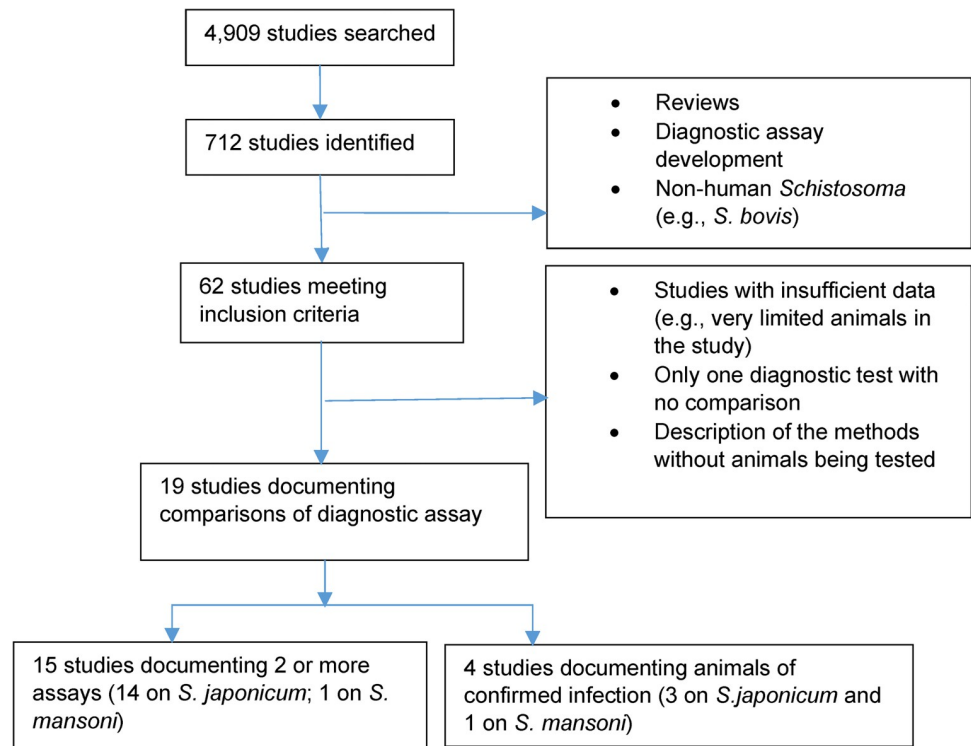 4,909 studies searched
712 studies identified
• Reviews
• Diagnostic assay
development
• Non-human Schistosoma
(e.g., S. bovis)
62 studies meeting
inclusion criteria
• Studies with insufficient data
(e.g., very limited animals in
the study)
• Only one diagnostic test with
no comparison
• Description of the methods
without animals being tested
19 studies documenting
comparisons of diagnostic assay
15 studies documenting 2 or more
assays (14 on S. japonicum; 1 on S.
mansoni)
4 studies documenting animals of
confirmed infection (3 on S.japonicum and
1 on S. mansoni)